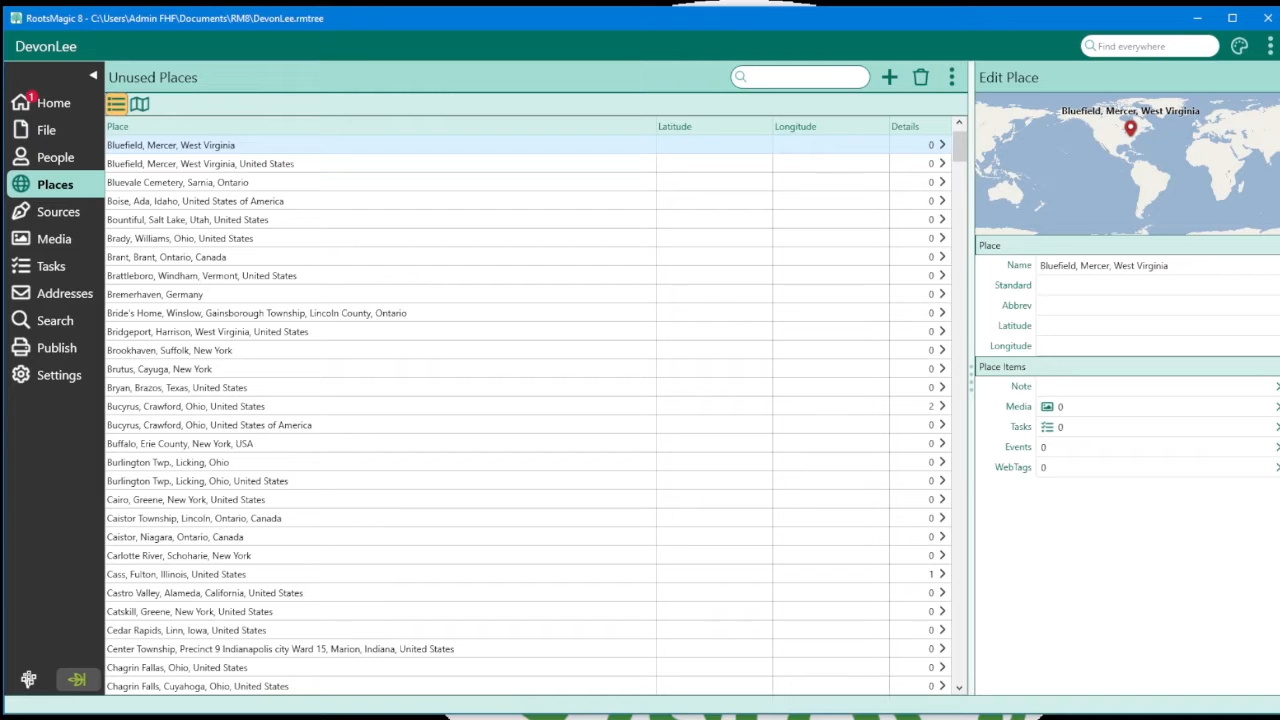 RootsMagic 8 - C:\Users\Admin FHF\Documents\RM8\DevonLee.rmtree
DevonLee
Find everywhere
1
Home
File
People
Places
Sources
Media
Tasks
Addresses
Search
Publish
Settings
Unused Places
Place Latitude Longitude Details
Bluefield, Mercer, West Virginia 0
Bluefield, Mercer, West Virginia, United States 0
Bluevale Cemetery, Sarnia, Ontario 0
Boise, Ada, Idaho, United States of America 0
Bountiful, Salt Lake, Utah, United States 0
Brady, Williams, Ohio, United States 0
Brant, Brant, Ontario, Canada 0
Brattleboro, Windham, Vermont, United States 0
Bremerhaven, Germany 0
Bride's Home, Winslow, Gainsborough Township, Lincoln County, Ontario 0
Bridgeport, Harrison, West Virginia, United States 0
Brookhaven, Suffolk, New York 0
Brutus, Cayuga, New York 0
Bryan, Brazos, Texas, United States 0
Bucyrus, Crawford, Ohio, United States 2
Bucyrus, Crawford, Ohio, United States of America 0
Buffalo, Erie County, New York, USA 0
Burlington Twp., Licking, Ohio 0
Burlington Twp., Licking, Ohio, United States 0
Cairo, Greene, New York, United States 0
Caistor Township, Lincoln, Ontario, Canada 0
Caistor, Niagara, Ontario, Canada 0
Carlotte River, Schoharie, New York 0
Cass, Fulton, Illinois, United States 1
Castro Valley, Alameda, California, United States 0
Catskill, Greene, New York, United States 0
Cedar Rapids, Linn, Iowa, United States 0
Center Township, Precinct 9 Indianapolis city Ward 15, Marion, Indiana, United States 0
Chagrin Fallas, Ohio, United States 0
Chagrin Falls, Cuyahoga, Ohio, United States 0
Edit Place
Bluefield, Mercer, West Virginia
Place
Name Bluefield, Mercer, West Virginia
Standard
Abbrev
Latitude
Longitude
Place Items
Note
Media 0
Tasks 0
Events 0
WebTags 0